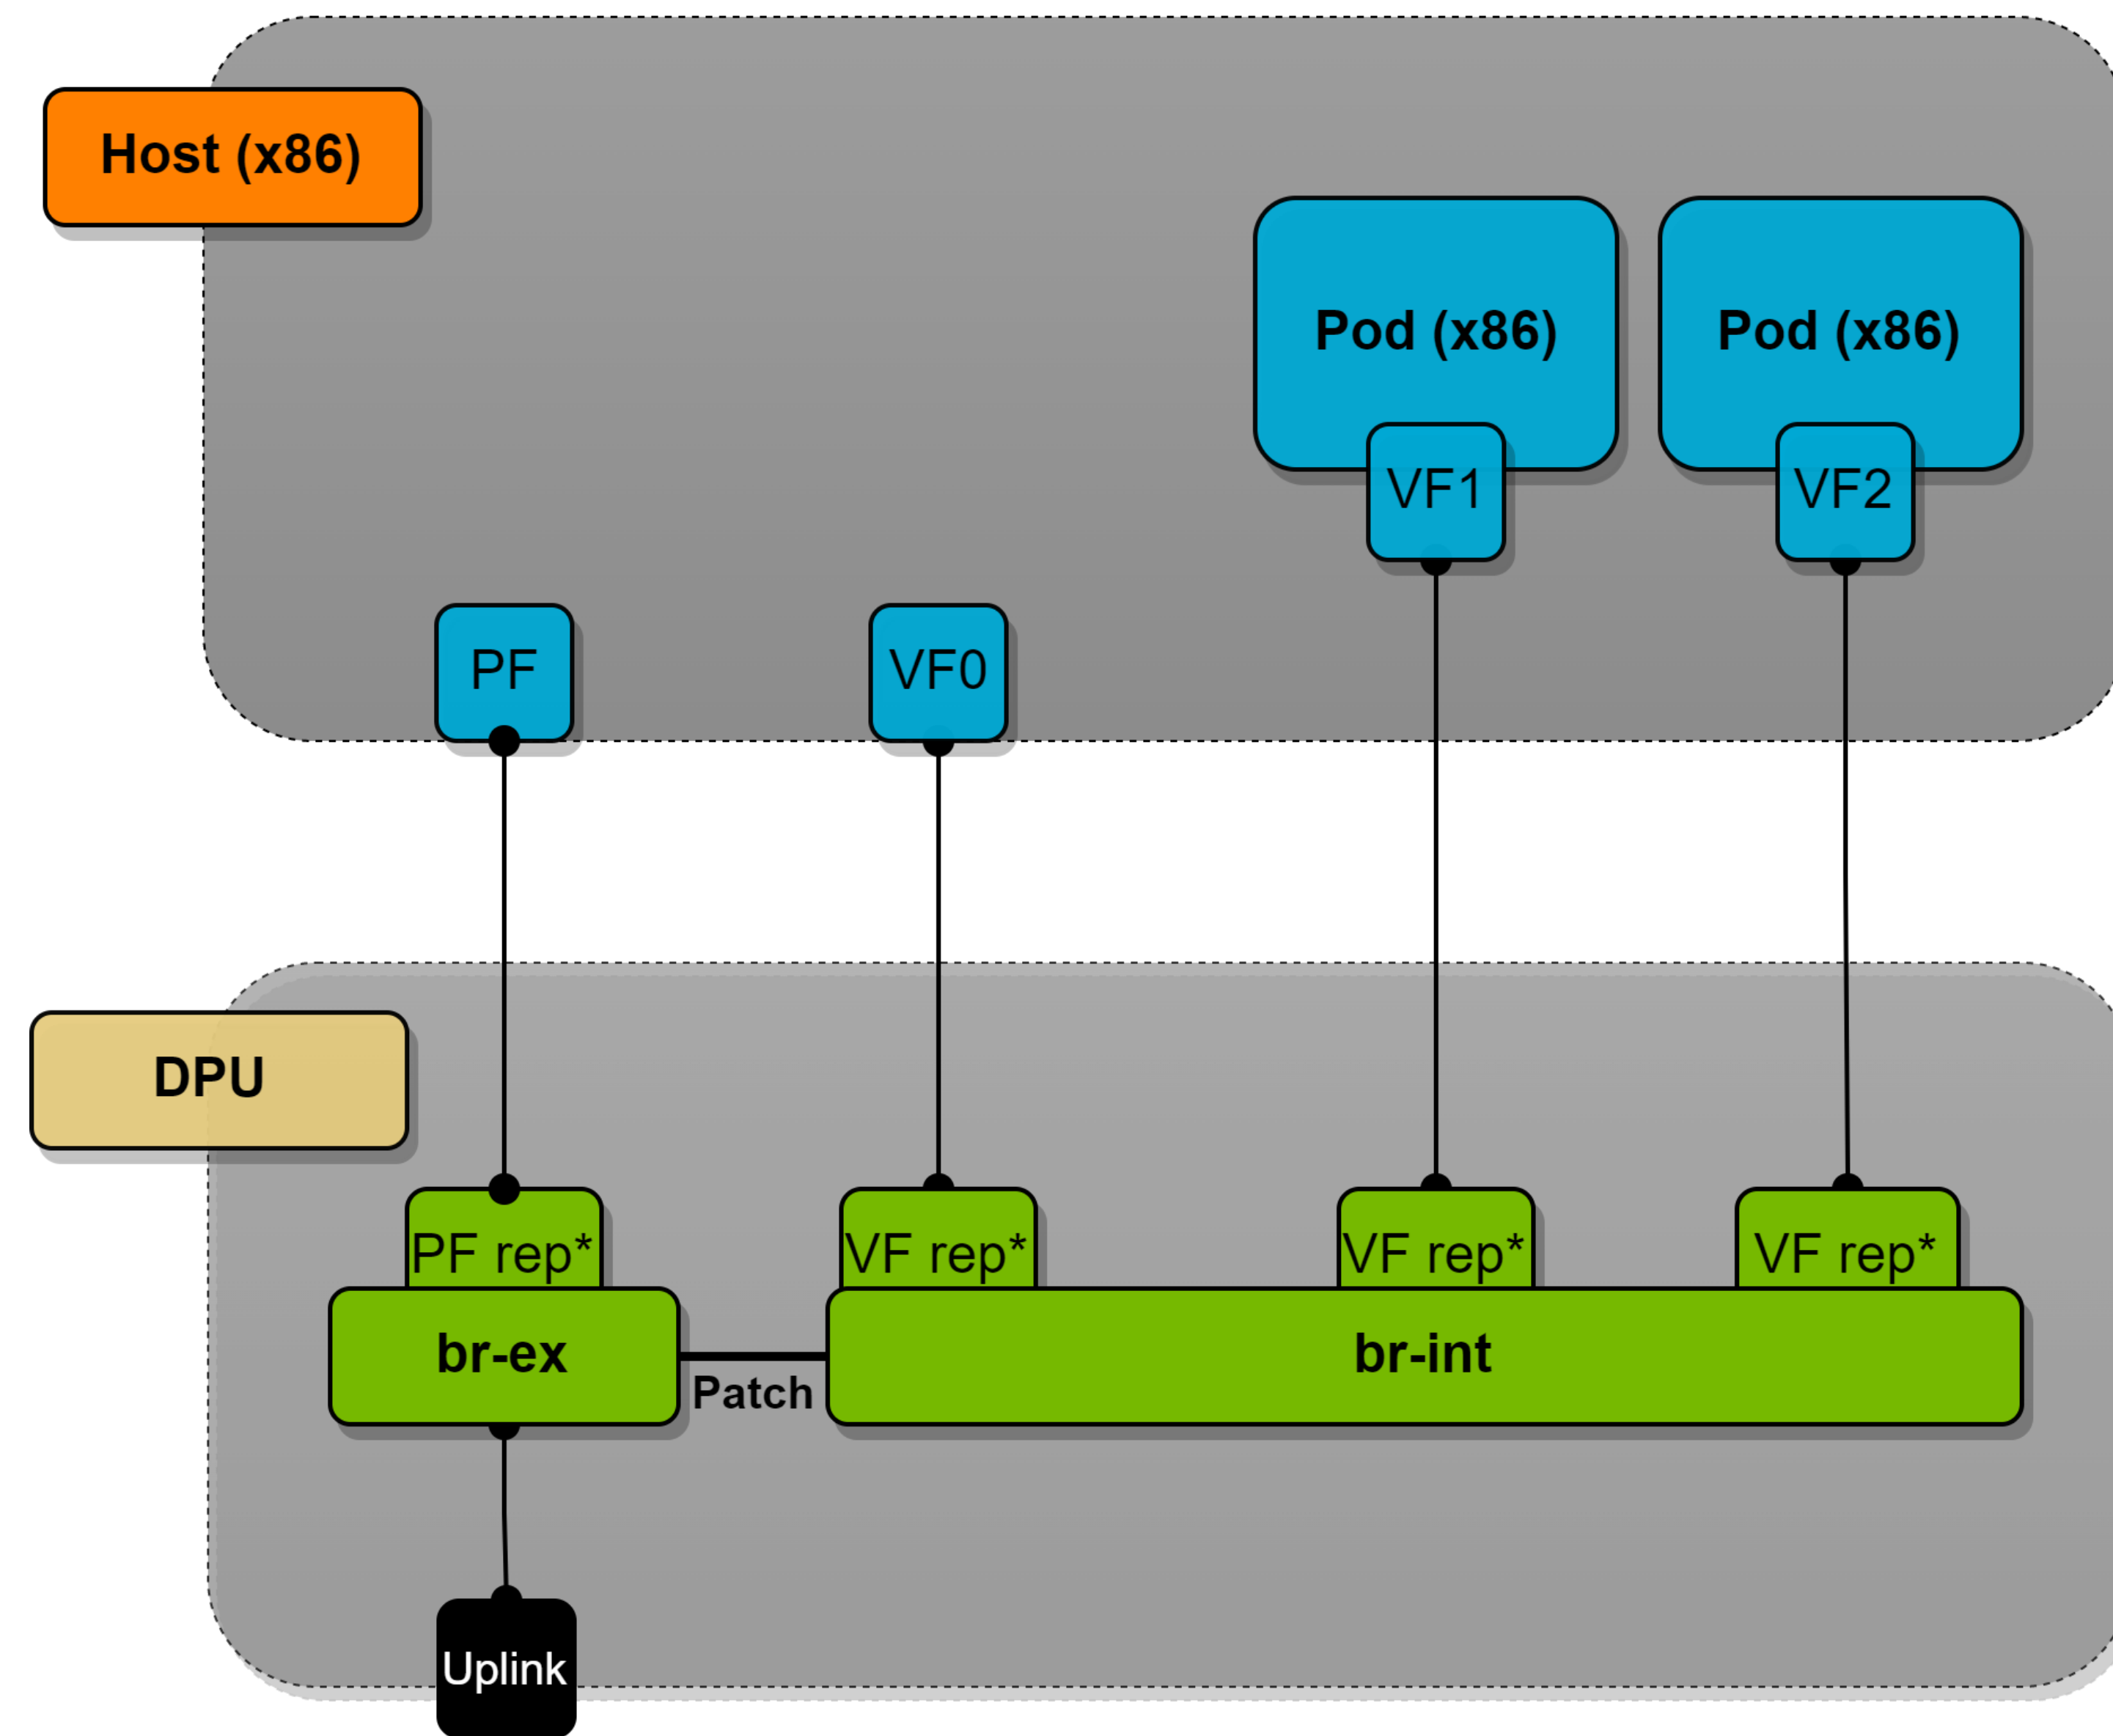 Host (x86)
Pod (x86)
Pod (x86)
VF1
VF2
PF
VF0
DPU
PF rep*
VF rep*
VF rep*
VF rep*
br-ex
Patch
br-int
Uplink